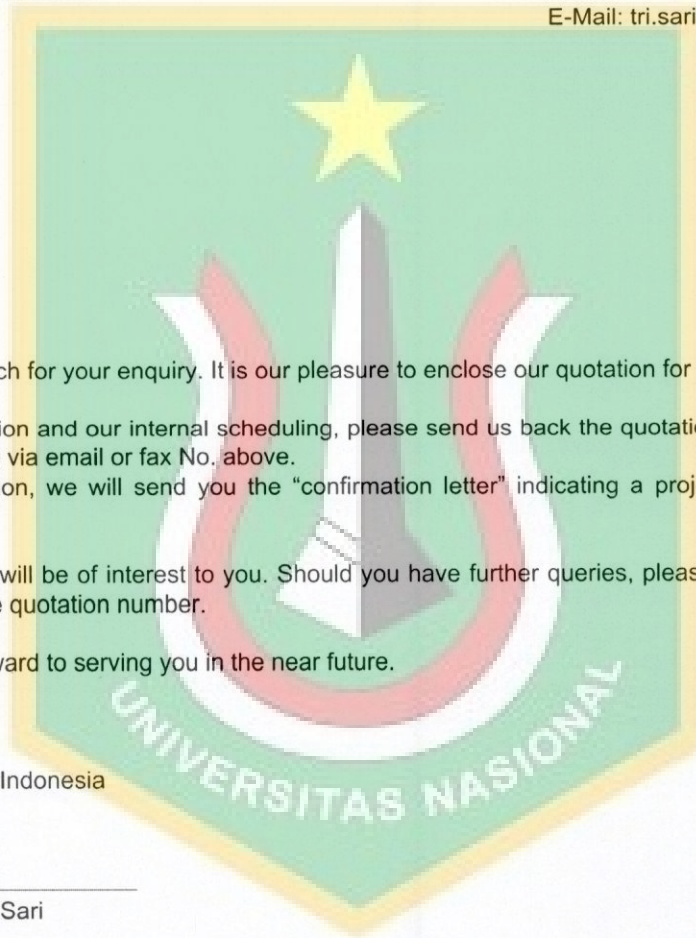 E-Mail: tri.sari
ch for your enquiry. It is our pleasure to enclose our quotation for
ion and our internal scheduling, please send us back the quotati
via email or fax No. above.
on, we will send you the “confirmation letter” indicating a proj
will be of interest to you. Should you have further queries, pleas
e quotation number.
ward to serving you in the near future.
UNIVERSITAS NASIONAL
Indonesia
Sari